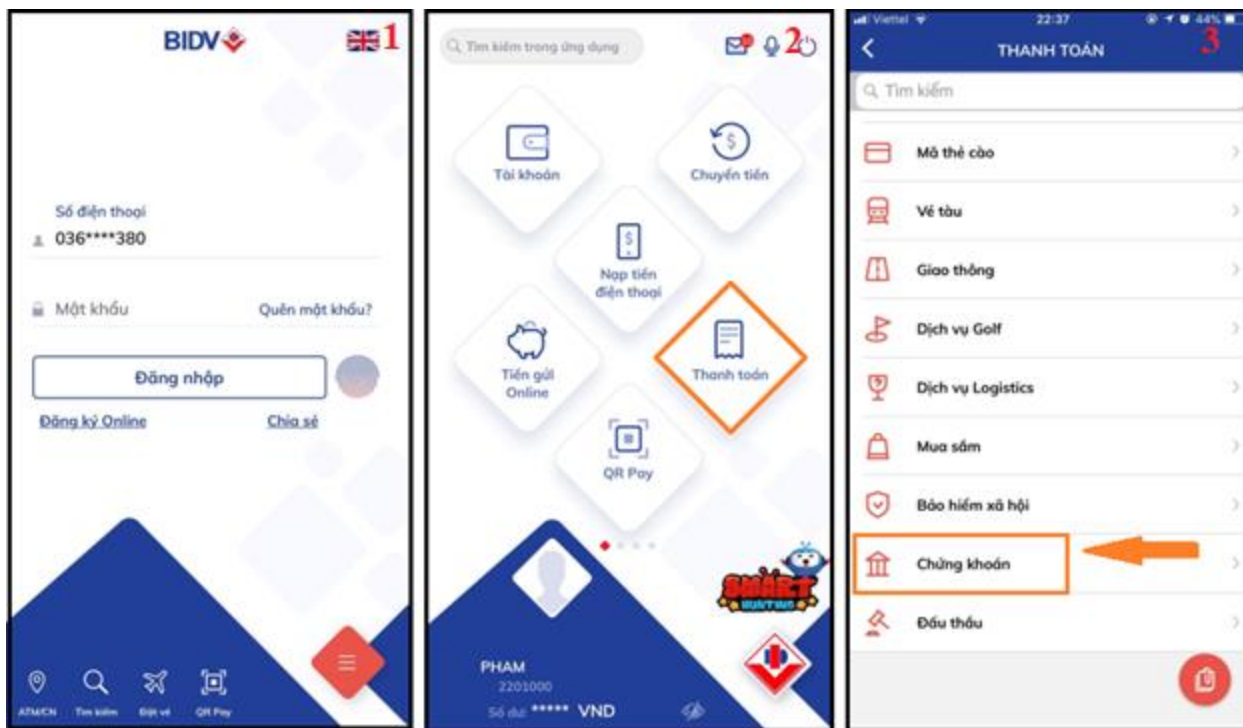 BIDV
1
Số điện thoại
036****380
Mật khẩu
Quên mật khẩu?
Đăng nhập
Đăng ký Online
Chia sẻ
ATM/CN
Tìm kiếm
Đặt vé
QR Pay
Tìm kiếm trong ứng dụng
2
Tài khoản
Chuyển tiền
Nạp tiền
điện thoại
Tiền gửi
Online
Thanh toán
QR Pay
SMART
HUNTING
PHAM
2201000
Số dư: ***** VND
Viettel
22:37
44%
THANH TOÁN
3
Tìm kiếm
Mã thẻ cào
Vé tàu
Giao thông
Dịch vụ Golf
Dịch vụ Logistics
Mua sắm
Bảo hiểm xã hội
Chứng khoán
Đấu thầu